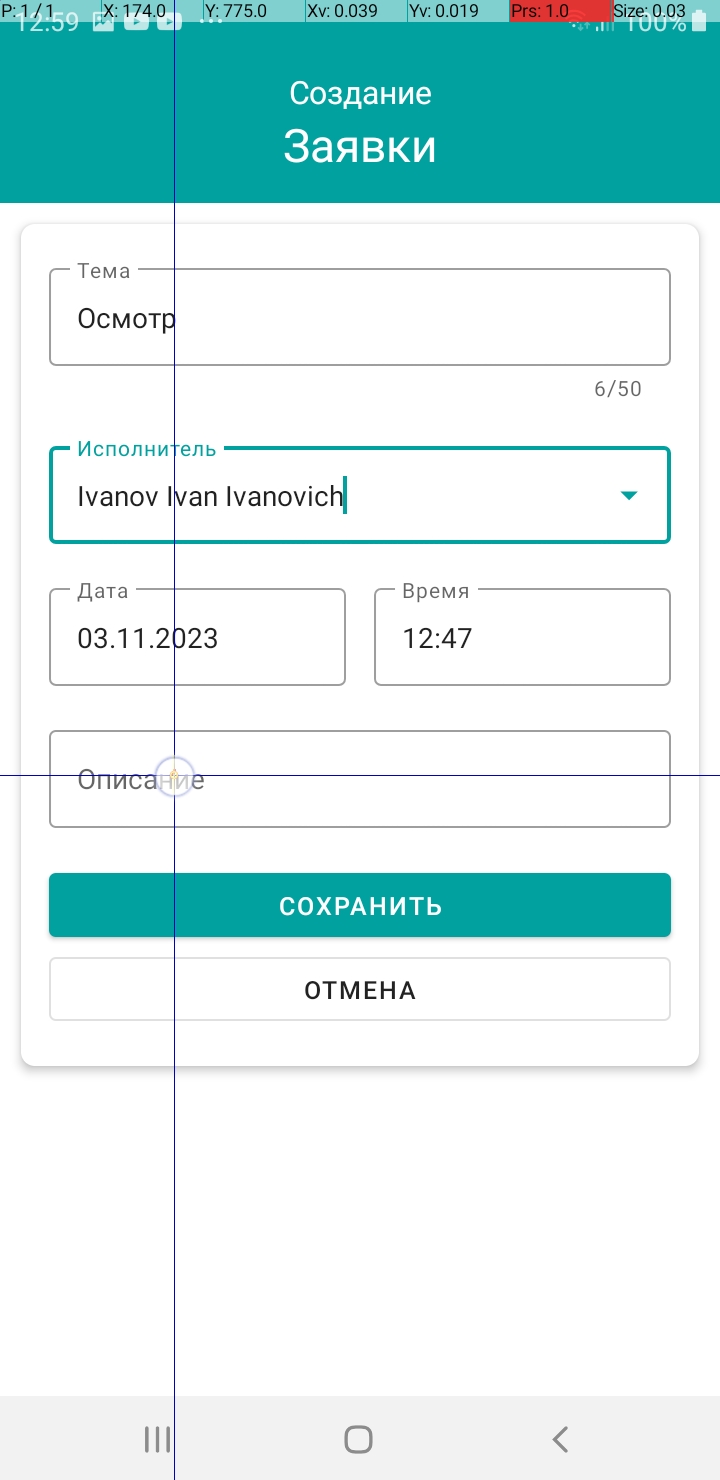 P: 1 / 1 X: 174.0 Y: 775.0 Xv: 0.039 Yv: 0.019 Prs: 1.0 Size: 0.03
12:59 100%
Создание
Заявки
Тема
Осмотр
6/50
Исполнитель
Ivanov Ivan Ivanovich
Дата Время
03.11.2023 12:47
Описание
СОХРАНИТЬ
ОТМЕНА